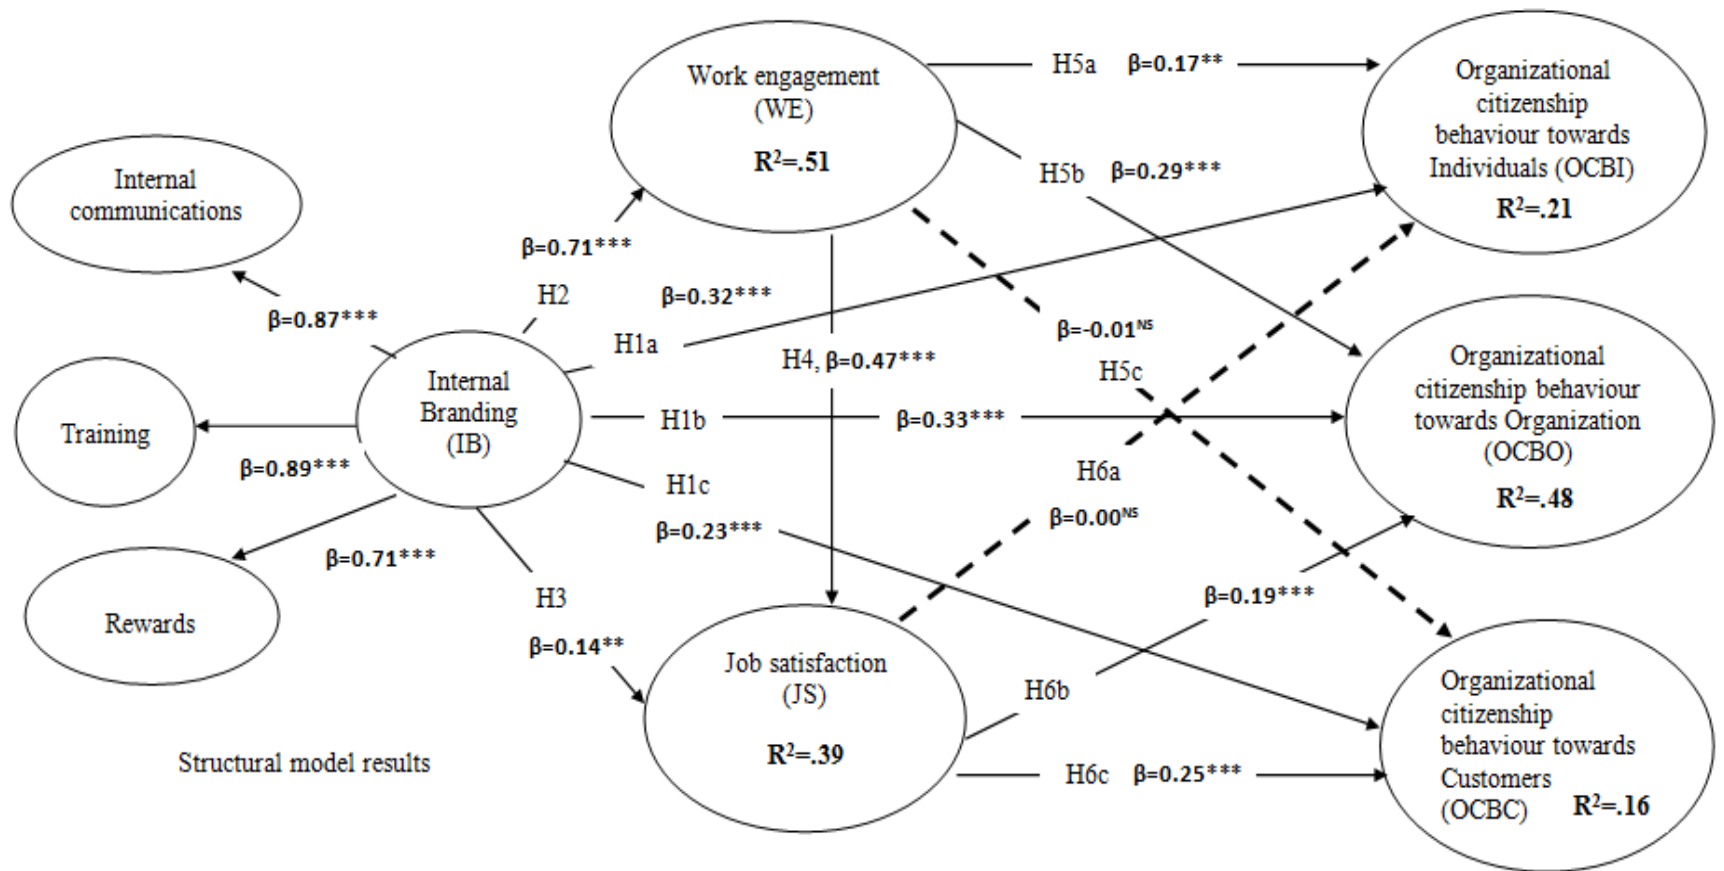 Work engagement
(WE)
R²=.51
H5a β=0.17**
Organizational
citizenship
behaviour towards
Individuals (OCBI)
R²=.21
H5b β=0.29***
Internal
communications
β=0.71***
H2
β=0.32***
β=0.87***
H1a
β=-0.01ᴺˢ
H4, β=0.47***
H5c
Organizational
citizenship behaviour
towards Organization
(OCBO)
R²=.48
Internal
Branding
(IB)
Training
H1b
β=0.33***
β=0.89***
H1c
H6a
β=0.23***
β=0.00ᴺˢ
β=0.71***
H3
β=0.19***
Rewards
β=0.14**
Job satisfaction
(JS)
R²=.39
H6b
Organizational
citizenship
behaviour towards
Customers
(OCBC) R²=.16
H6c β=0.25***
Structural model results